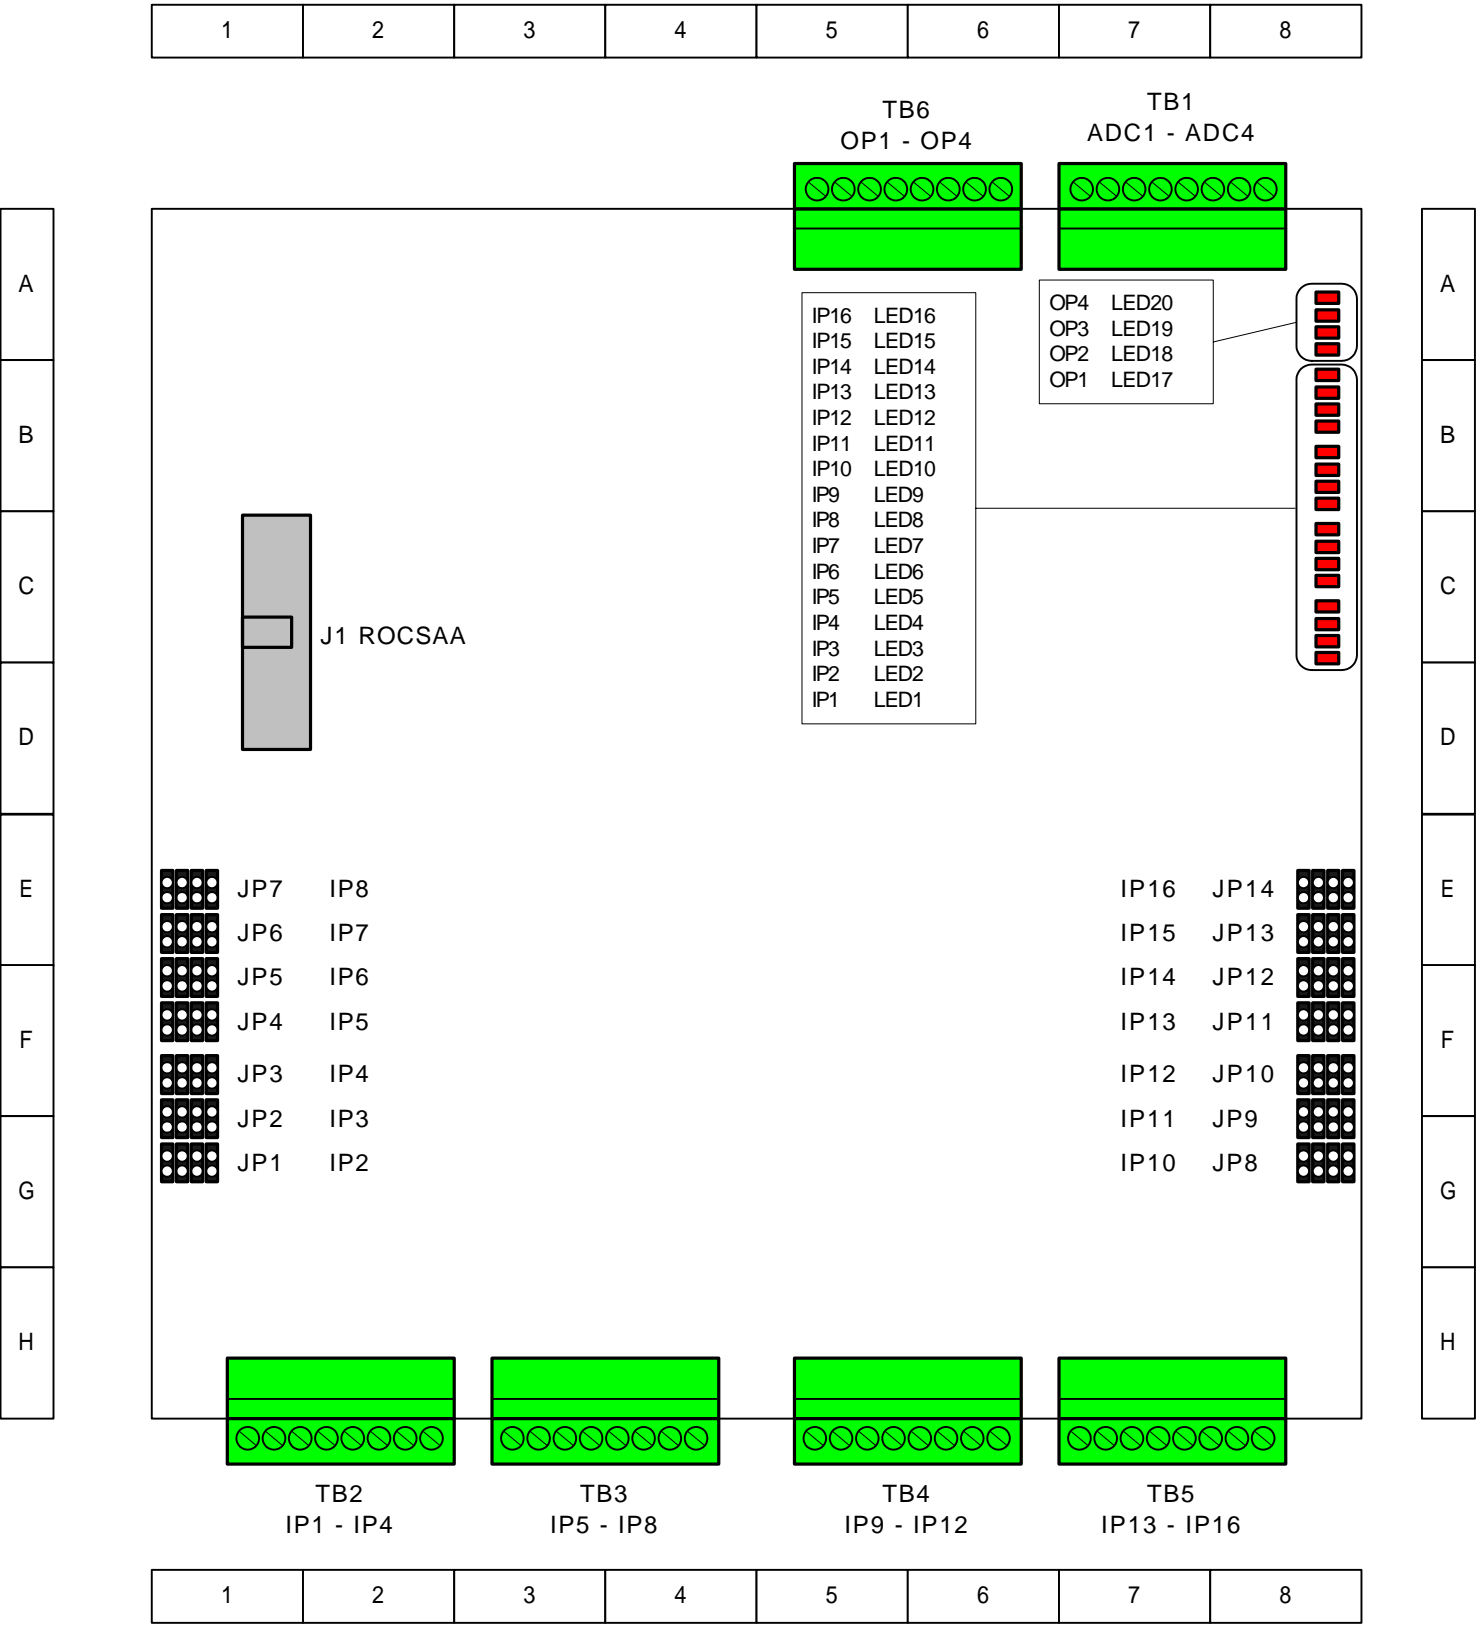 1 2 3 4 5 6 7 8
TB6
OP1 - OP4
TB1
ADC1 - ADC4
A
B
C
D
E
F
G
H
IP16 LED16
IP15 LED15
IP14 LED14
IP13 LED13
IP12 LED12
IP11 LED11
IP10 LED10
IP9 LED9
IP8 LED8
IP7 LED7
IP6 LED6
IP5 LED5
IP4 LED4
IP3 LED3
IP2 LED2
IP1 LED1
OP4 LED20
OP3 LED19
OP2 LED18
OP1 LED17
J1 ROCSAA
JP7 IP8
JP6 IP7
JP5 IP6
JP4 IP5
JP3 IP4
JP2 IP3
JP1 IP2
IP16 JP14
IP15 JP13
IP14 JP12
IP13 JP11
IP12 JP10
IP11 JP9
IP10 JP8
A
B
C
D
E
F
G
H
TB2
IP1 - IP4
TB3
IP5 - IP8
TB4
IP9 - IP12
TB5
IP13 - IP16
1 2 3 4 5 6 7 8